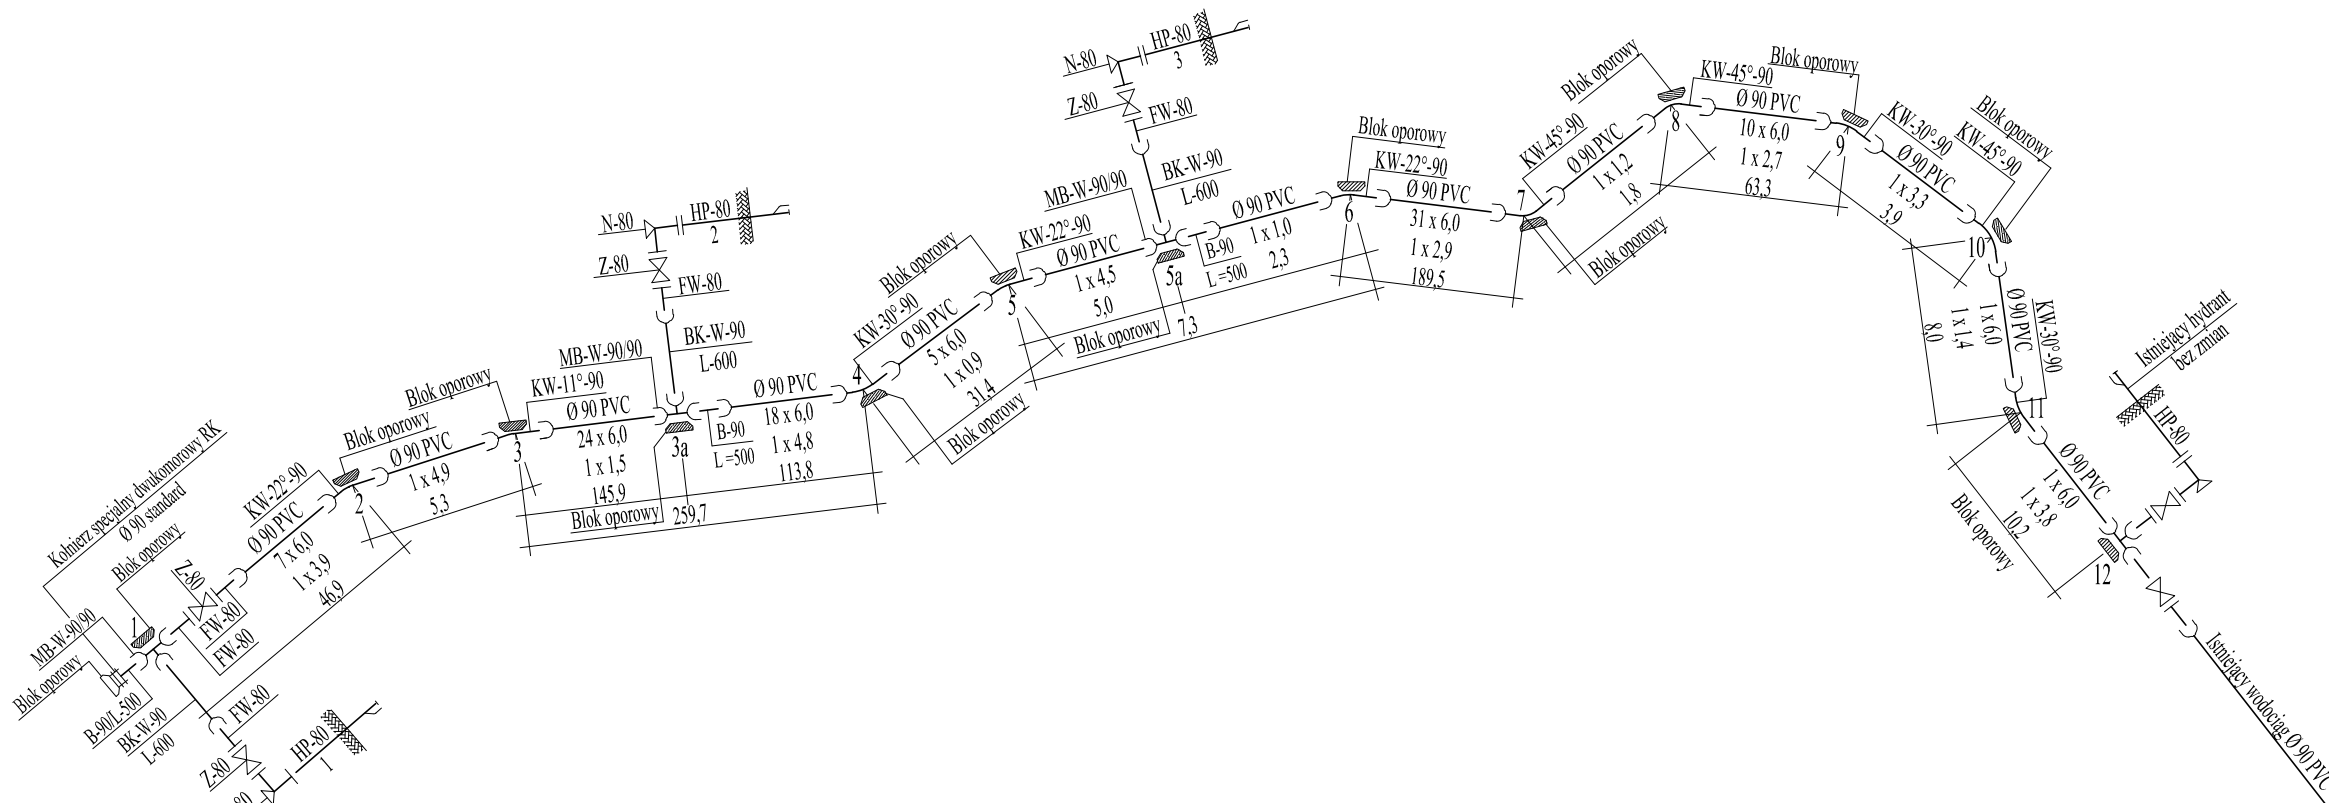 Kołnierz specjalny dwukomorowy RK
Ø 90 standard
Blok oporowy
MB-W-90/90
Blok oporowy
1
B-90/L-500
BK-W-90
L-600
FW-80
Z-80
HP-80
1
Z-80
FW-80
FW-80
KW-22°-90
Ø 90 PVC
7 x 6,0
1 x 3,9
46,9
Blok oporowy
2
Ø 90 PVC
1 x 4,9
5,3
Blok oporowy
3
KW-11°-90
Ø 90 PVC
24 x 6,0
1 x 1,5
145,9
MB-W-90/90
3a
Blok oporowy
259,7
N-80
HP-80
2
Z-80
FW-80
BK-W-90
L-600
B-90
L =500
Ø 90 PVC
18 x 6,0
1 x 4,8
113,8
4
KW-30°-90
Blok oporowy
Ø 90 PVC
5 x 6,0
1 x 0,9
31,4
Blok oporowy
5
KW-22°-90
Ø 90 PVC
1 x 4,5
5,0
MB-W-90/90
5a
Blok oporowy
7,3
N-80
HP-80
3
Z-80
FW-80
BK-W-90
L-600
B-90
L =500
Ø 90 PVC
1 x 1,0
2,3
Blok oporowy
6
KW-22°-90
Ø 90 PVC
31 x 6,0
1 x 2,9
189,5
7
KW-45°-90
Blok oporowy
Ø 90 PVC
1 x 1,2
1,8
Blok oporowy
8
KW-45°-90
Ø 90 PVC
10 x 6,0
1 x 2,7
63,3
Blok oporowy
9
KW-30°-90
Ø 90 PVC
1 x 3,3
3,9
Blok oporowy
KW-45°-90
10
Ø 90 PVC
1 x 6,0
1 x 1,4
8,0
KW-30°-90
11
Ø 90 PVC
1 x 6,0
1 x 3,8
10,2
Blok oporowy
12
Istniejący hydrant
bez zmian
HP-80
Istniejący wodociąg Ø 90 PVC